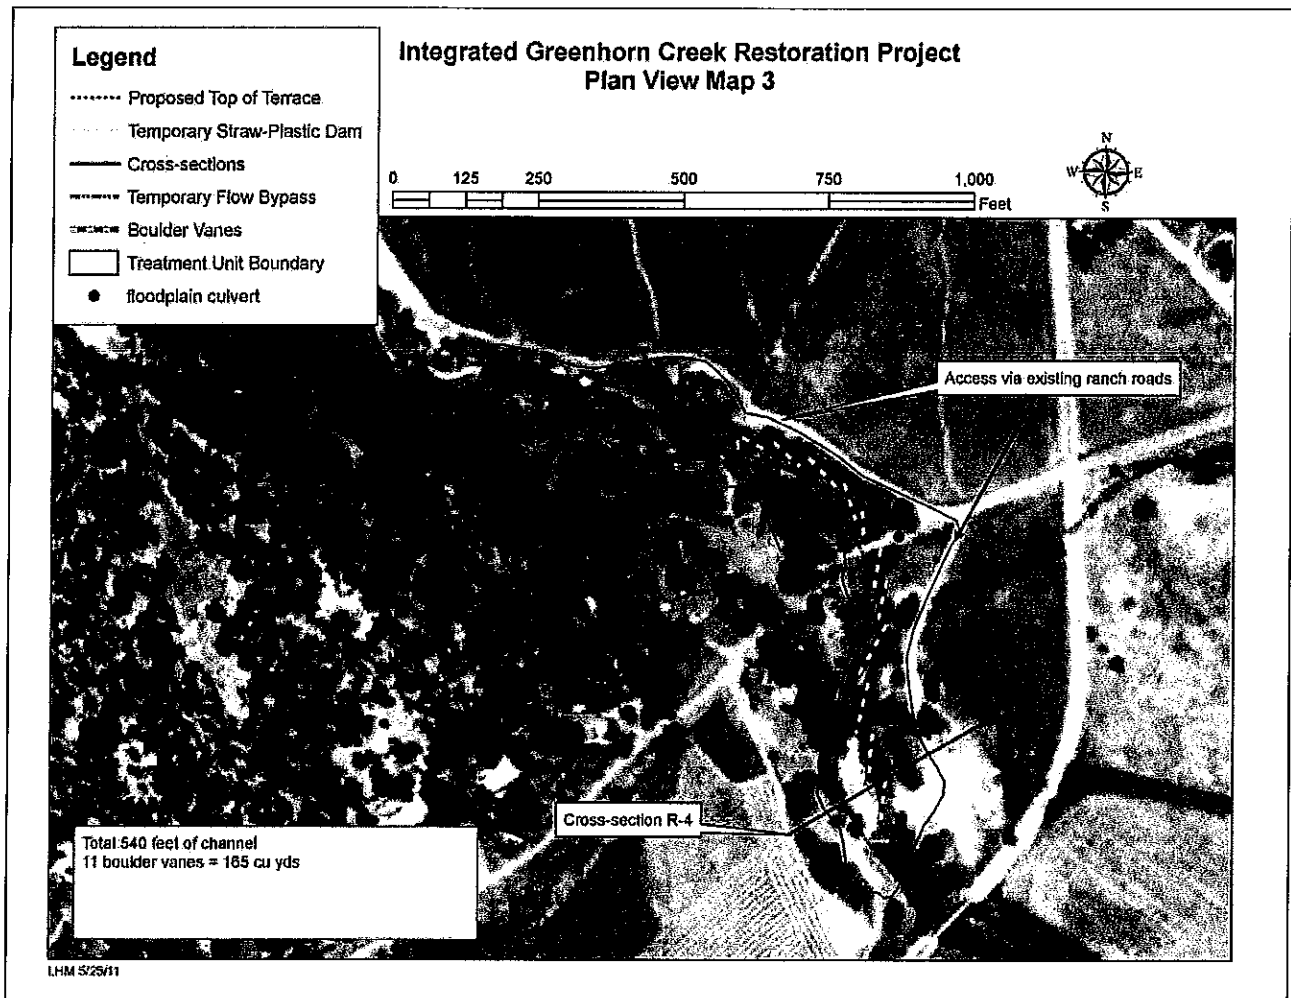 Integrated Greenhorn Creek Restoration Project
Plan View Map 3
Legend
Proposed Top of Terrace
Temporary Straw-Plastic Dam
Cross-sections
Temporary Flow Bypass
Boulder Vanes
Treatment Unit Boundary
floodplain culvert
N
W E
S
0 125 250 500 750 1,000
Feet
Access via existing ranch roads
Cross-section R-4
Total 540 feet of channel
11 boulder vanes = 165 cu yds
LHM 5/25/11